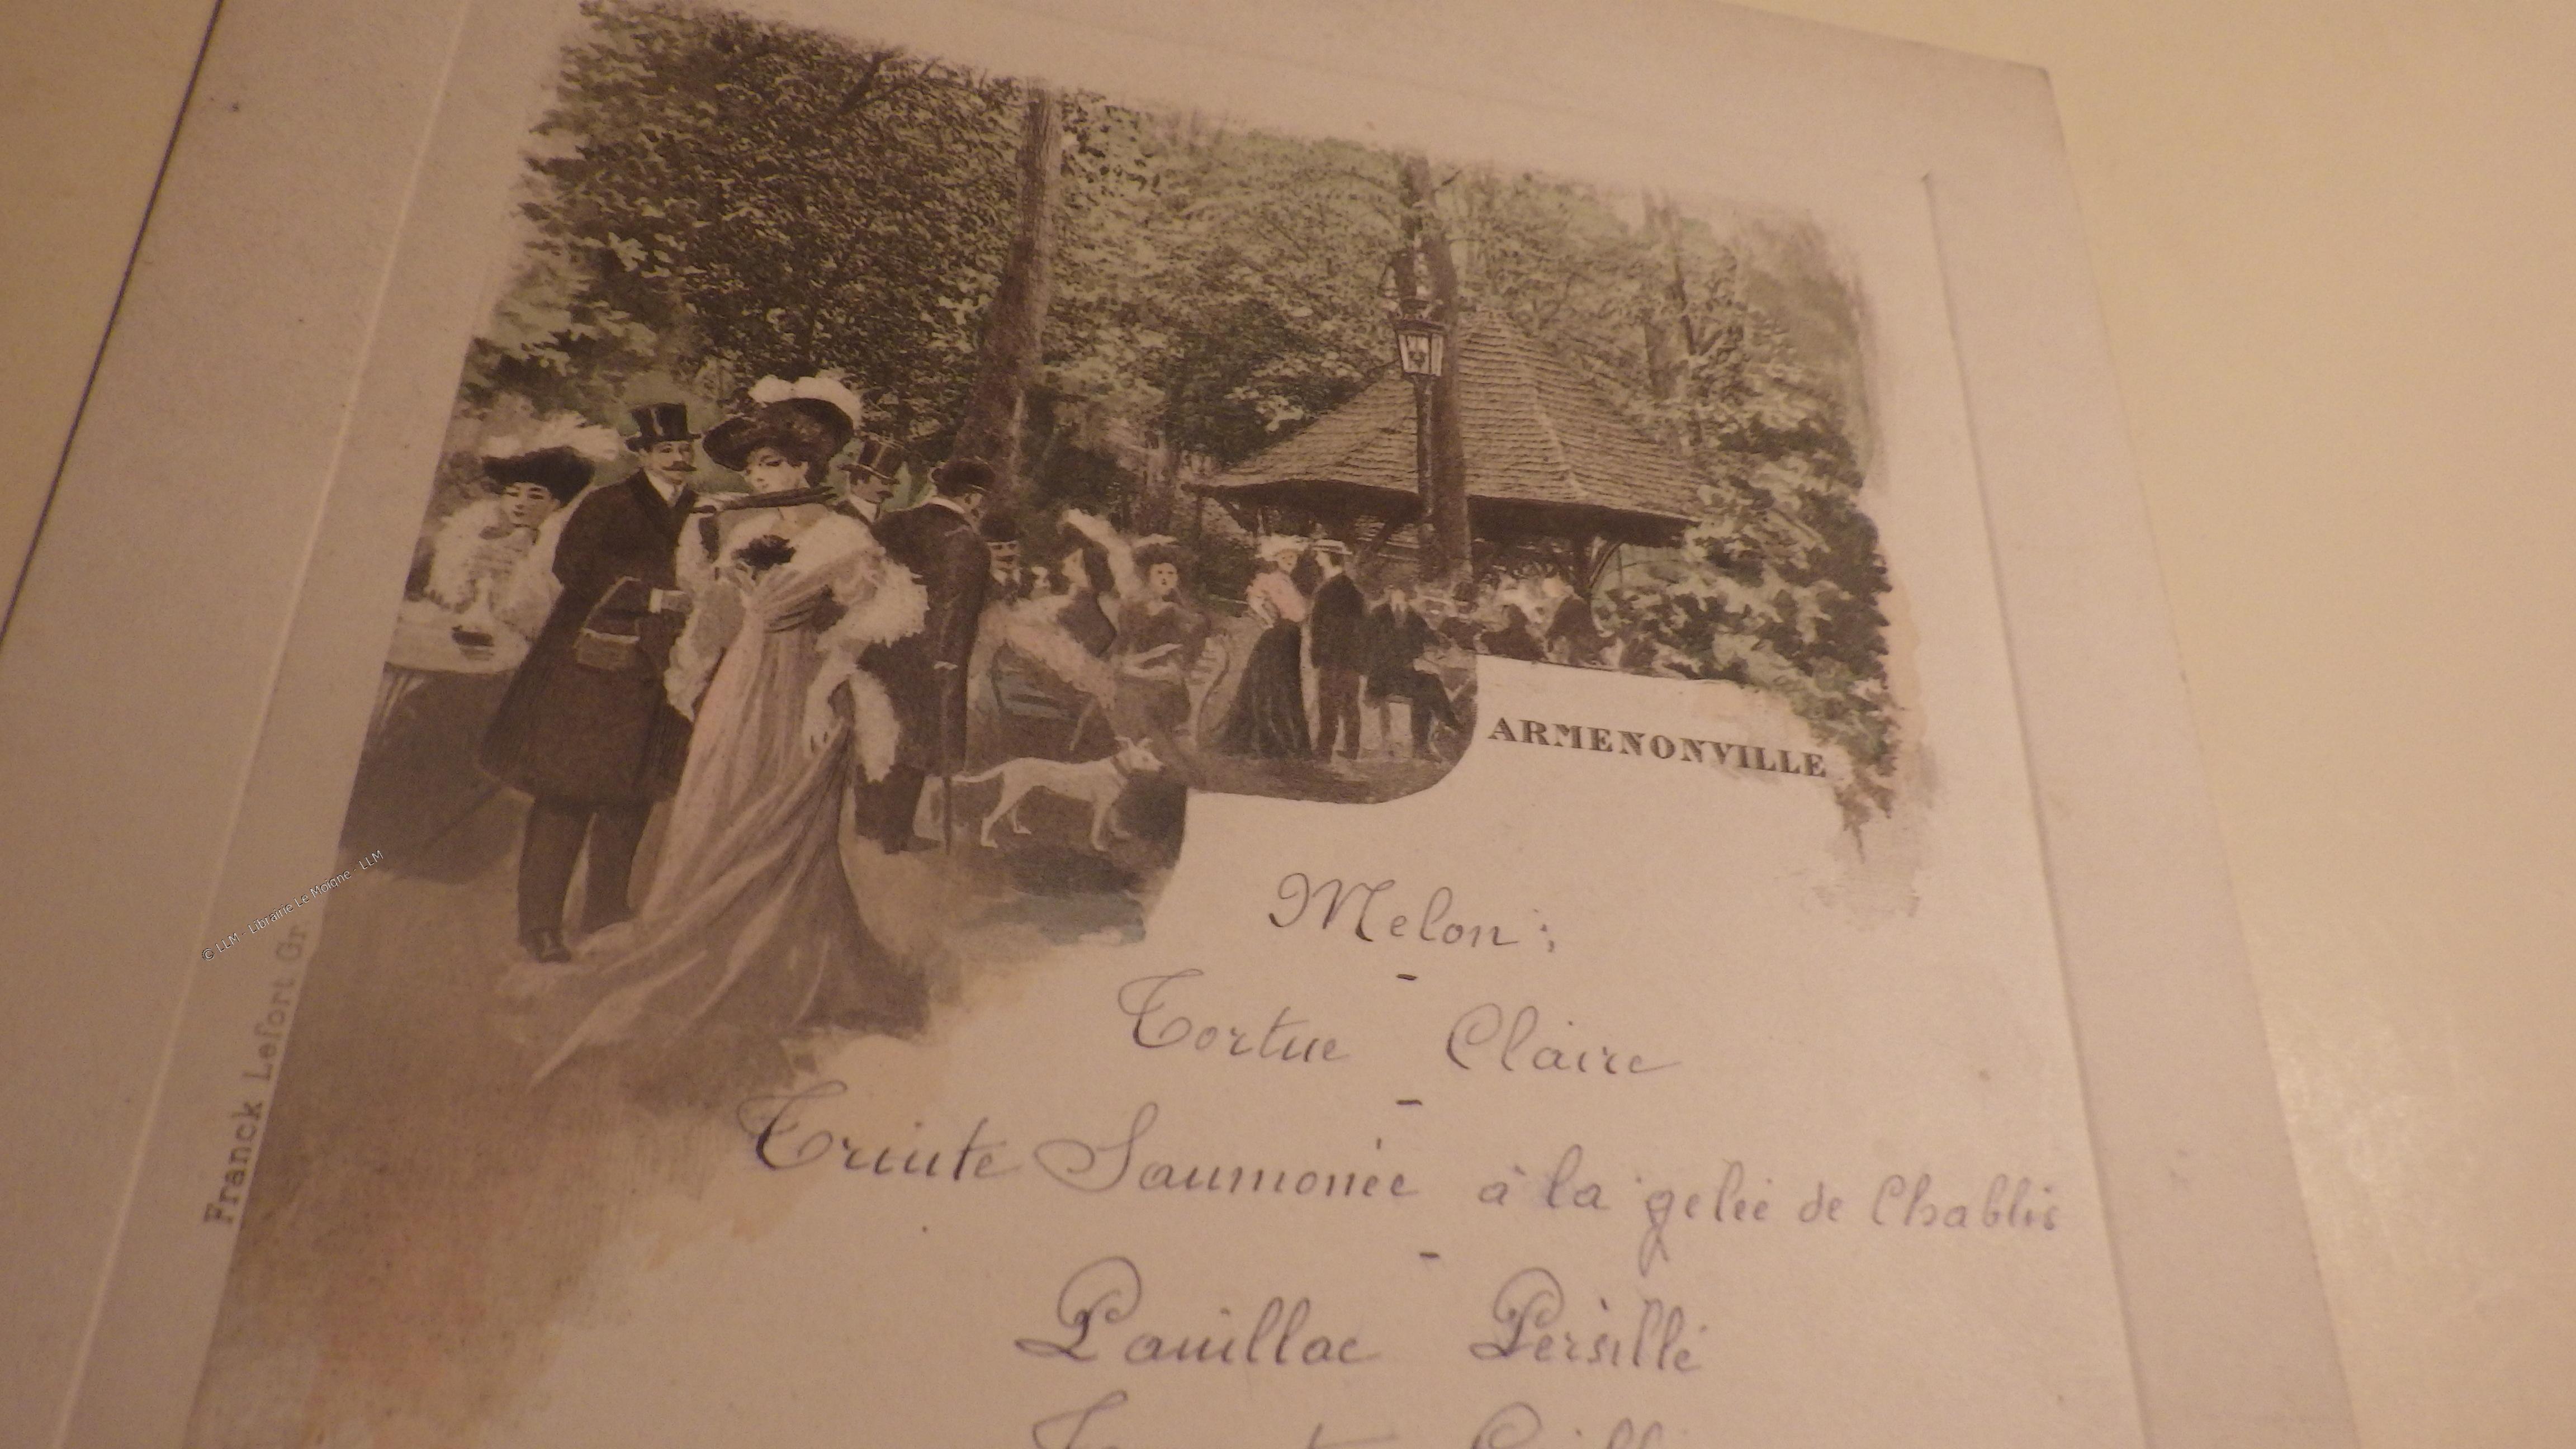 ARMENONVILLE
Melon
Tortue Claire
Truite Saumonée à la gelée de Chablis
Pauillac Persillé
Franck Lefort Gr
© LLM - Librairie Le Moigne - LLM